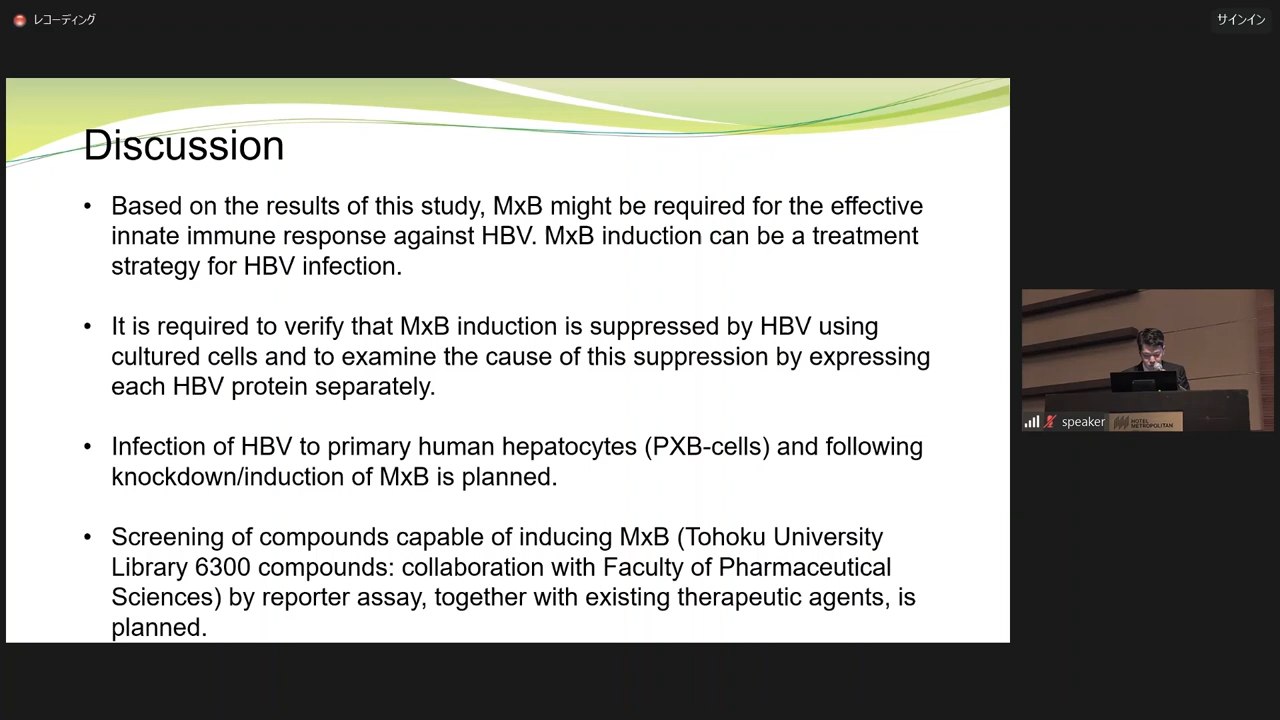 レコーディング
サインイン
Discussion
• Based on the results of this study, MxB might be required for the effective
innate immune response against HBV. MxB induction can be a treatment
strategy for HBV infection.
• It is required to verify that MxB induction is suppressed by HBV using
cultured cells and to examine the cause of this suppression by expressing
each HBV protein separately.
• Infection of HBV to primary human hepatocytes (PXB-cells) and following
knockdown/induction of MxB is planned.
• Screening of compounds capable of inducing MxB (Tohoku University
Library 6300 compounds: collaboration with Faculty of Pharmaceutical
Sciences) by reporter assay, together with existing therapeutic agents, is
planned.
speaker
HOTEL
METROPOLITAN